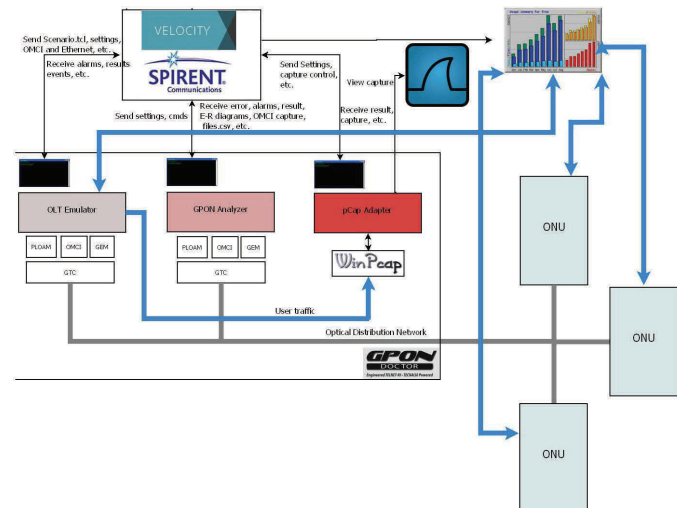 VELOCITY
SPIRENT
Communications
Send Scenario.tcl, settings,
OMCI and Ethernet, etc..
Receive alarms, results
events, etc.
Send Settings,
capture control,
etc.
View capture
Receive result,
capture, etc.
Send settings, cmds
Receive error, alarms, result,
E-R diagrams, OMCI capture,
files.csv, etc.
OLT Emulator
GPON Analyzer
pCap Adapter
PLOAM
OMCI
GEM
GTC
PLOAM
OMCI
GEM
GTC
WinPcap
User traffic
Optical Distribution Network
GPON
DOCTOR
ONU
ONU
ONU